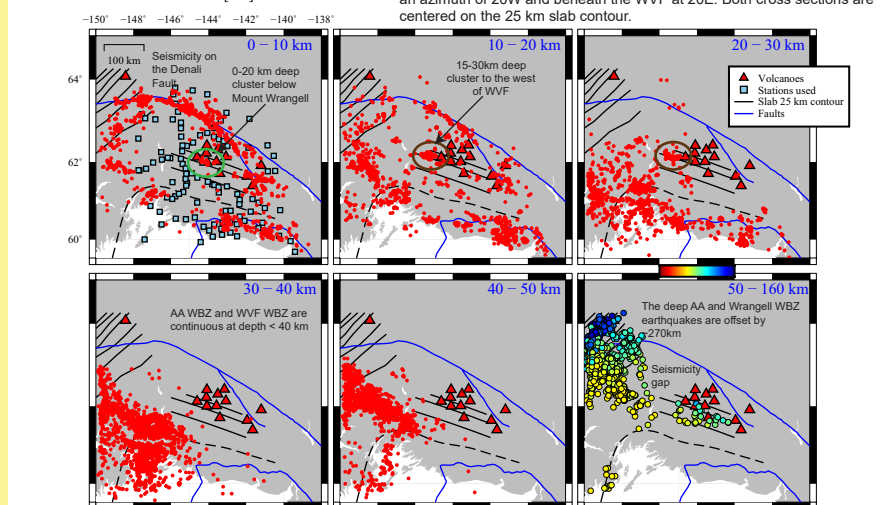 an azimuth of 20W and beneath the WVF at 20E. Both cross sections are
centered on the 25 km slab contour.
−150° −148° −146° −144° −142° −140° −138°
0 − 10 km
100 km
Seismicity on
the Denali
Fault
0-20 km deep
cluster below
Mount Wrangell
64°
62°
60°
10 − 20 km
15-30km deep
cluster to the west
of WVF
20 − 30 km
Volcanoes
Stations used
Slab 25 km contour
Faults
30 − 40 km
AA WBZ and WVF WBZ are
continuous at depth < 40 km
40 − 50 km
50 − 160 km
The deep AA and Wrangell WBZ
earthquakes are offset by
~270km
Seismicity
gap